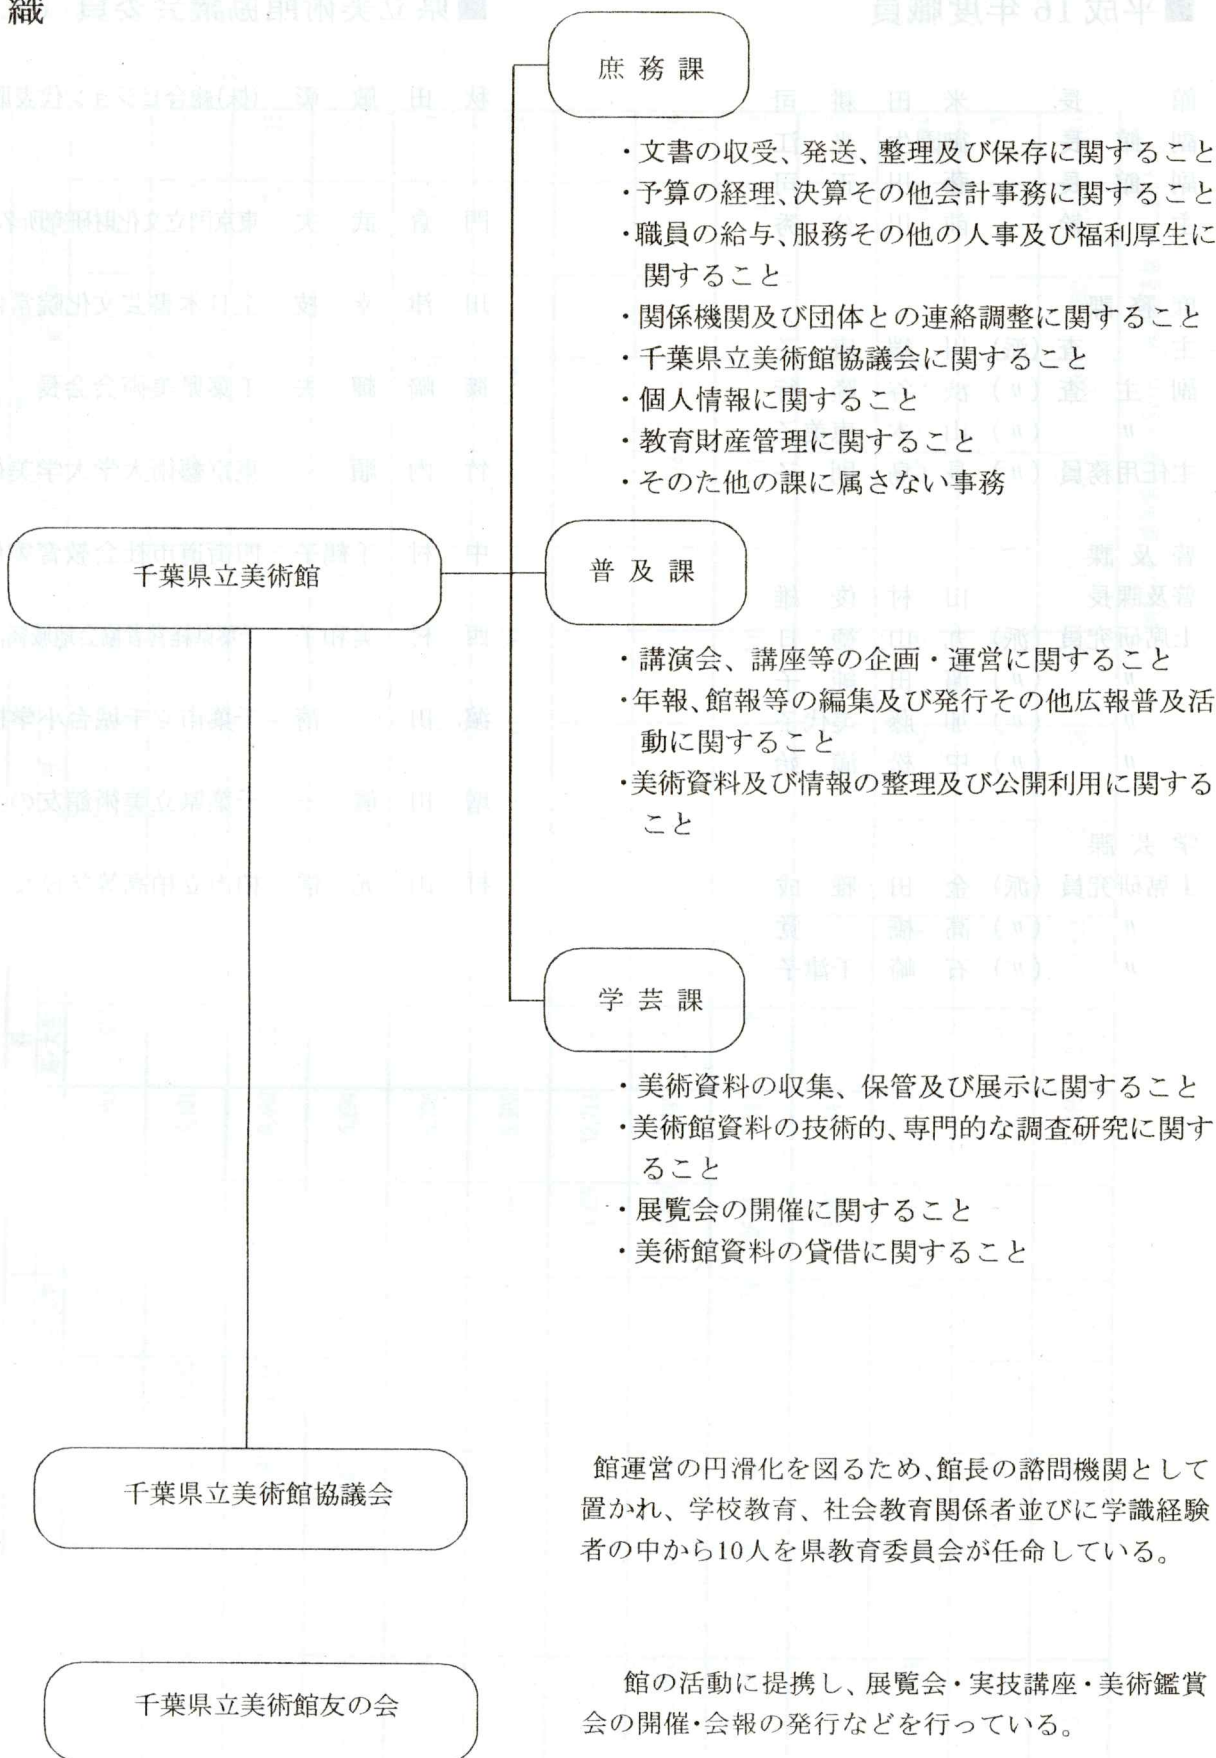 織
庶務課
・文書の収受、発送、整理及び保存に関すること
・予算の経理、決算その他会計事務に関すること
・職員の給与、服務その他の人事及び福利厚生に
関すること
・関係機関及び団体との連絡調整に関すること
・千葉県立美術館協議会に関すること
・個人情報に関すること
・教育財産管理に関すること
・そのた他の課に属さない事務
千葉県立美術館
普及課
・講演会、講座等の企画・運営に関すること
・年報、館報等の編集及び発行その他広報普及活
動に関すること
・美術資料及び情報の整理及び公開利用に関する
こと
学芸課
・美術資料の収集、保管及び展示に関すること
・美術館資料の技術的、専門的な調査研究に関す
ること
・展覧会の開催に関すること
・美術館資料の貸借に関すること
千葉県立美術館協議会
館運営の円滑化を図るため、館長の諮問機関として
置かれ、学校教育、社会教育関係者並びに学識経験
者の中から10人を県教育委員会が任命している。
千葉県立美術館友の会
館の活動に提携し、展覧会・実技講座・美術鑑賞
会の開催・会報の発行などを行っている。